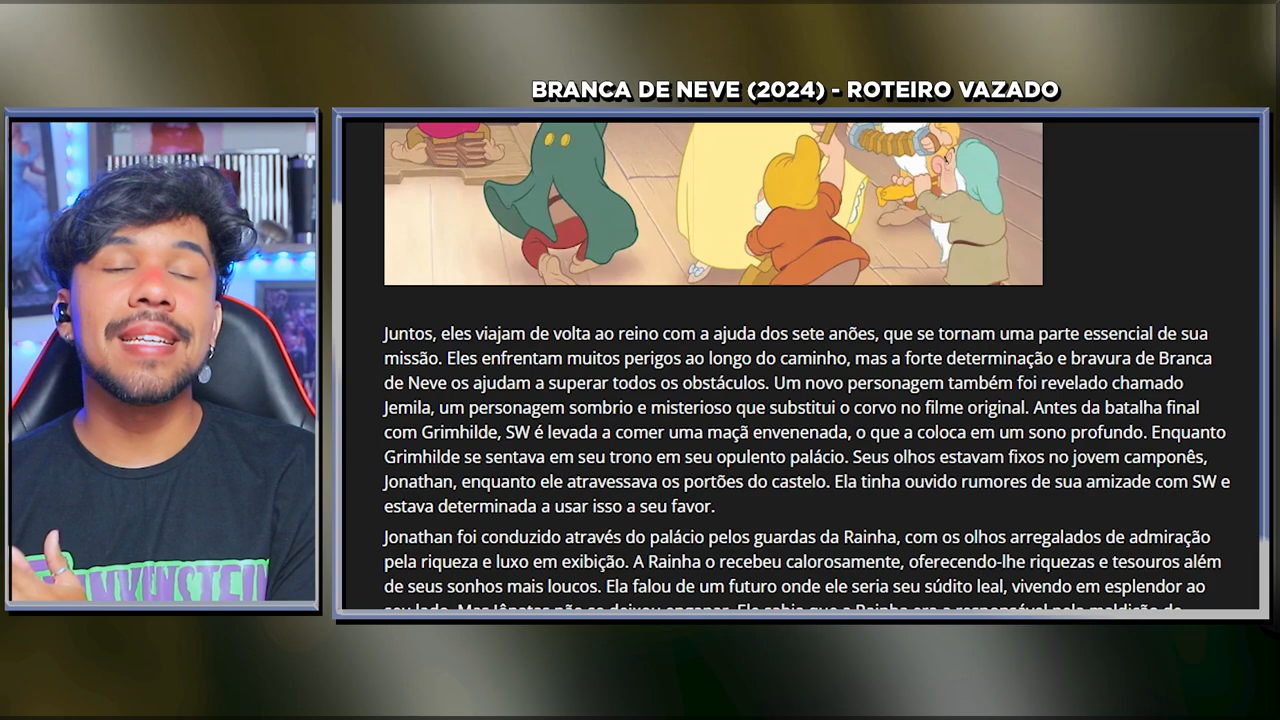 BRANCA DE NEVE (2024) - ROTEIRO VAZADO
Juntos, eles viajam de volta ao reino com a ajuda dos sete anões, que se tornam uma parte essencial de sua
missão. Eles enfrentam muitos perigos ao longo do caminho, mas a forte determinação e bravura de Branca
de Neve os ajudam a superar todos os obstáculos. Um novo personagem também foi revelado chamado
Jemila, um personagem sombrio e misterioso que substitui o corvo no filme original. Antes da batalha final
com Grimhilde, SW é levada a comer uma maçã envenenada, o que a coloca em um sono profundo. Enquanto
Grimhilde se sentava em seu trono em seu opulento palácio. Seus olhos estavam fixos no jovem camponês,
Jonathan, enquanto ele atravessava os portões do castelo. Ela tinha ouvido rumores de sua amizade com SW e
estava determinada a usar isso a seu favor.
Jonathan foi conduzido através do palácio pelos guardas da Rainha, com os olhos arregalados de admiração
pela riqueza e luxo em exibição. A Rainha o recebeu calorosamente, oferecendo-lhe riquezas e tesouros além
de seus sonhos mais loucos. Ela falou de um futuro onde ele seria seu súdito leal, vivendo em esplendor ao